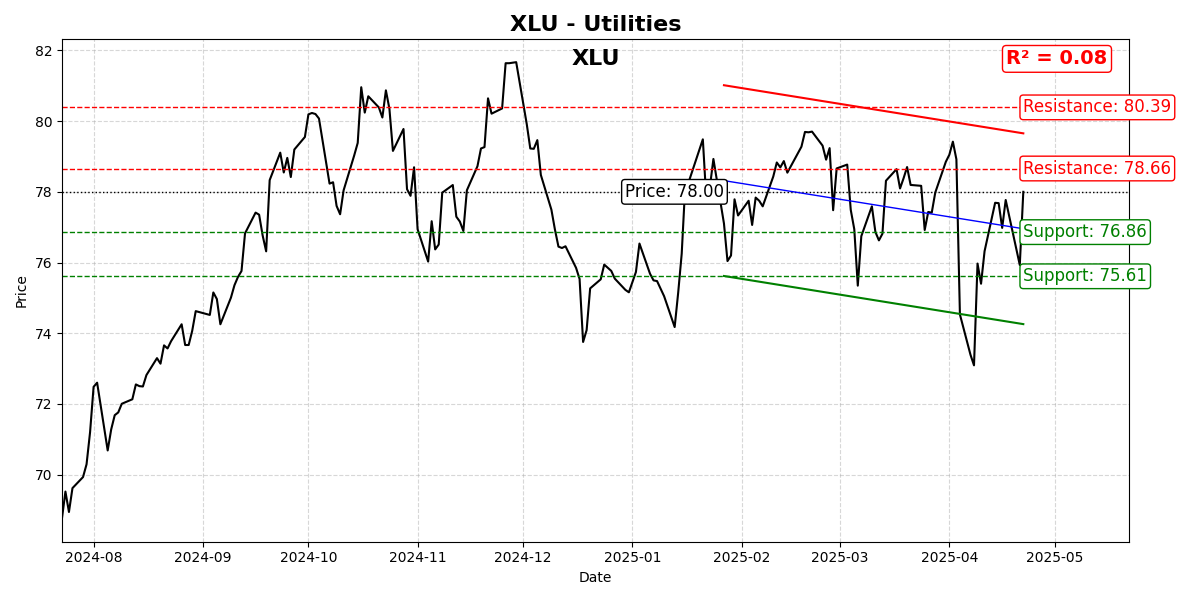 XLU - Utilities
XLU
R² = 0.08
82
80
78
76
74
72
70
Price
Resistance: 80.39
Resistance: 78.66
Price: 78.00
Support: 76.86
Support: 75.61
2024-08
2024-09
2024-10
2024-11
2024-12
2025-01
2025-02
2025-03
2025-04
2025-05
Date